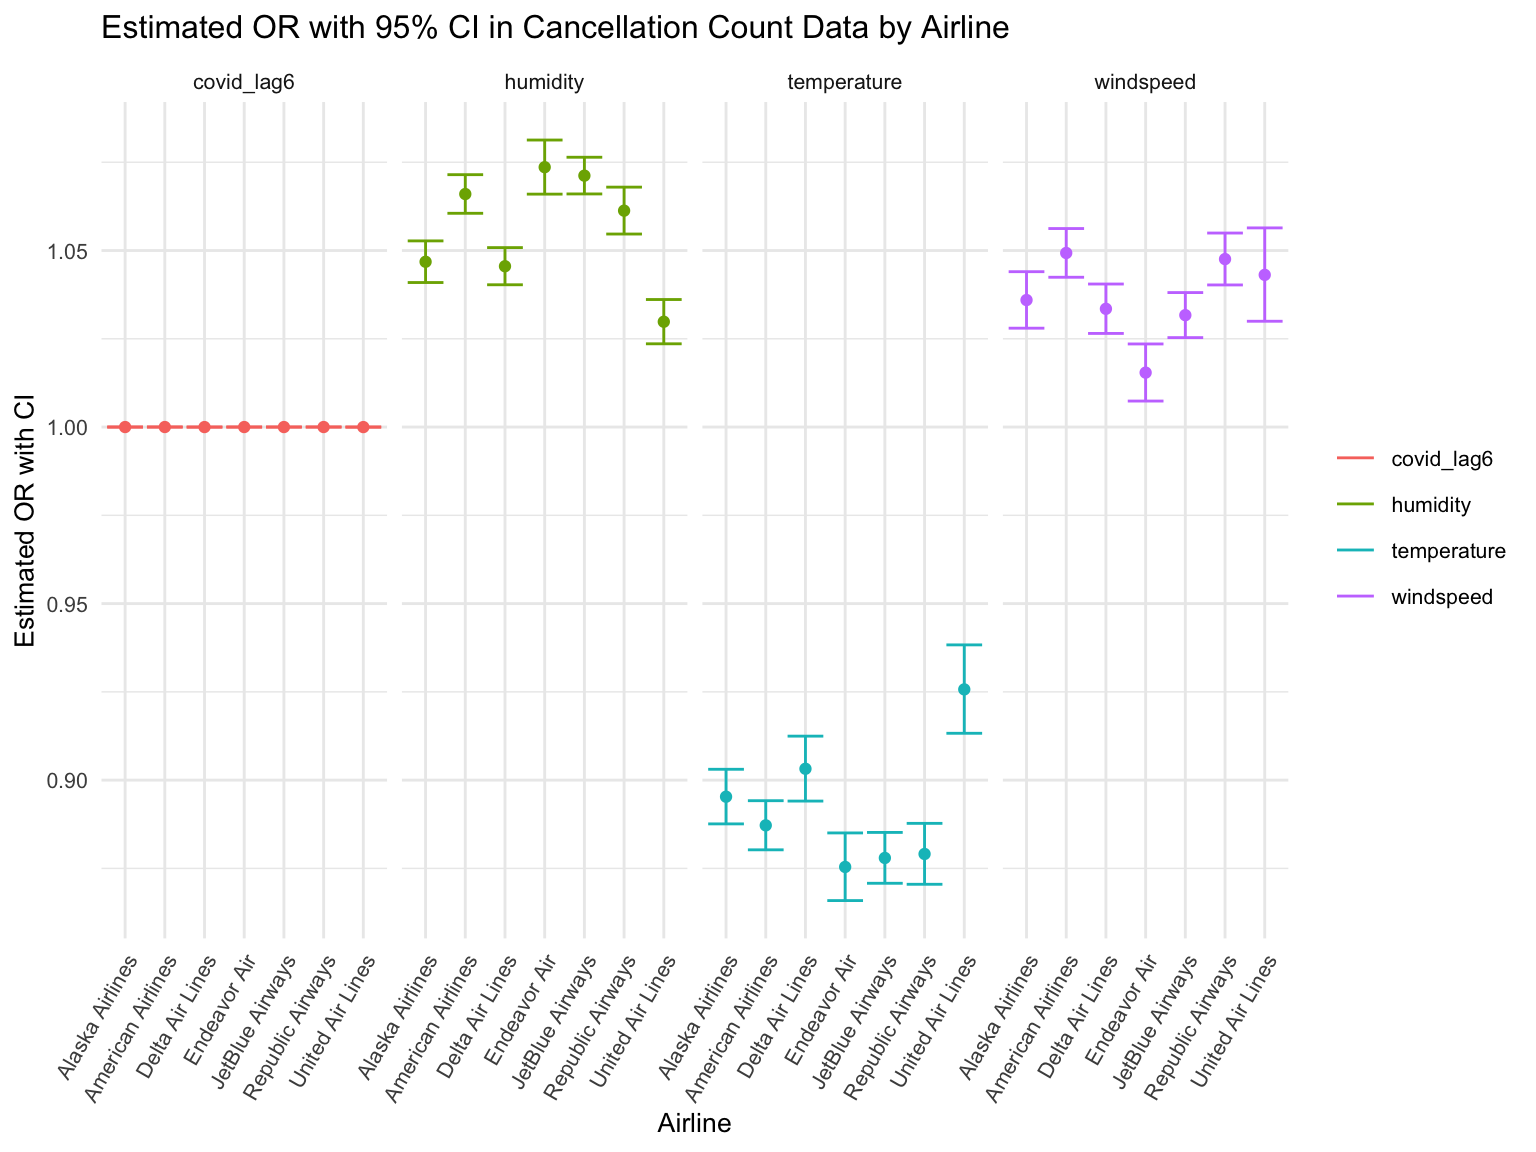 Estimated OR with 95% CI in Cancellation Count Data by Airline
covid_lag6
humidity
temperature
windspeed
Estimated OR with CI
1.05
1.00
0.95
0.90
Alaska Airlines
American Airlines
Delta Air Lines
Endeavor Air
JetBlue Airways
Republic Airways
United Air Lines
Alaska Airlines
American Airlines
Delta Air Lines
Endeavor Air
JetBlue Airways
Republic Airways
United Air Lines
Alaska Airlines
American Airlines
Delta Air Lines
Endeavor Air
JetBlue Airways
Republic Airways
United Air Lines
Alaska Airlines
American Airlines
Delta Air Lines
Endeavor Air
JetBlue Airways
Republic Airways
United Air Lines
Airline
covid_lag6
humidity
temperature
windspeed